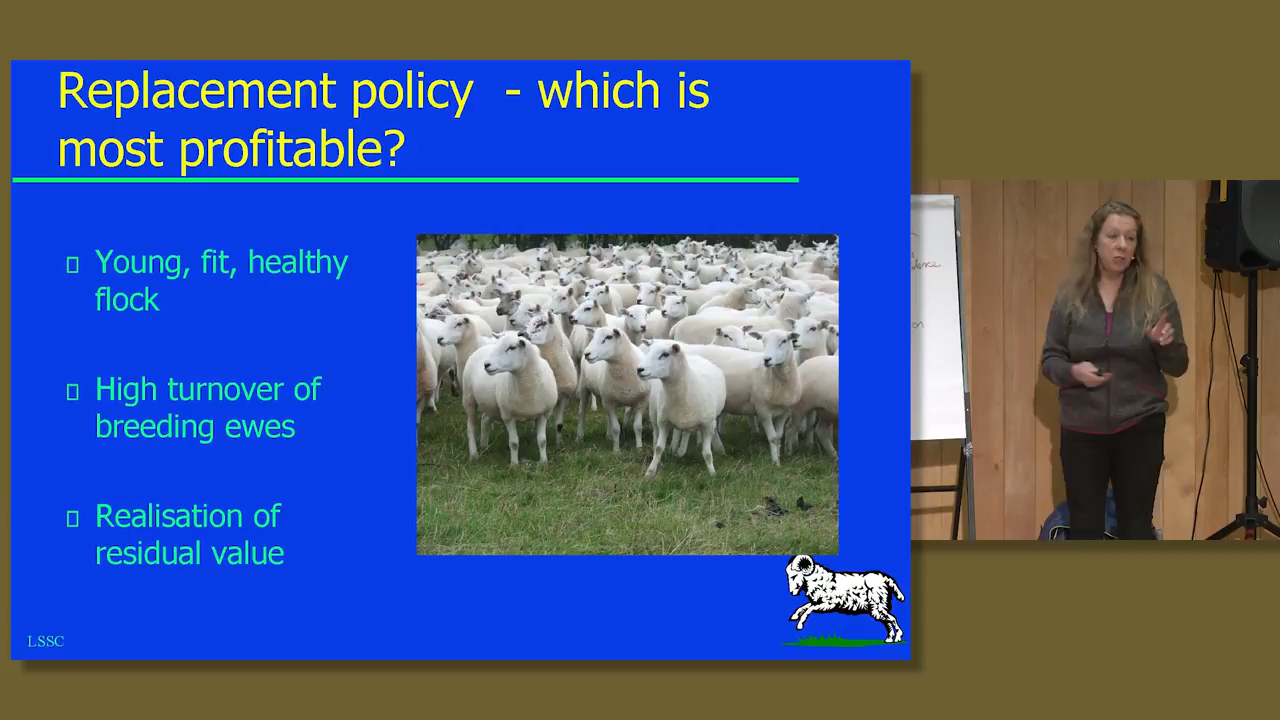 Replacement policy - which is
most profitable?
Young, fit, healthy
flock
High turnover of
breeding ewes
Realisation of
residual value
LSSC